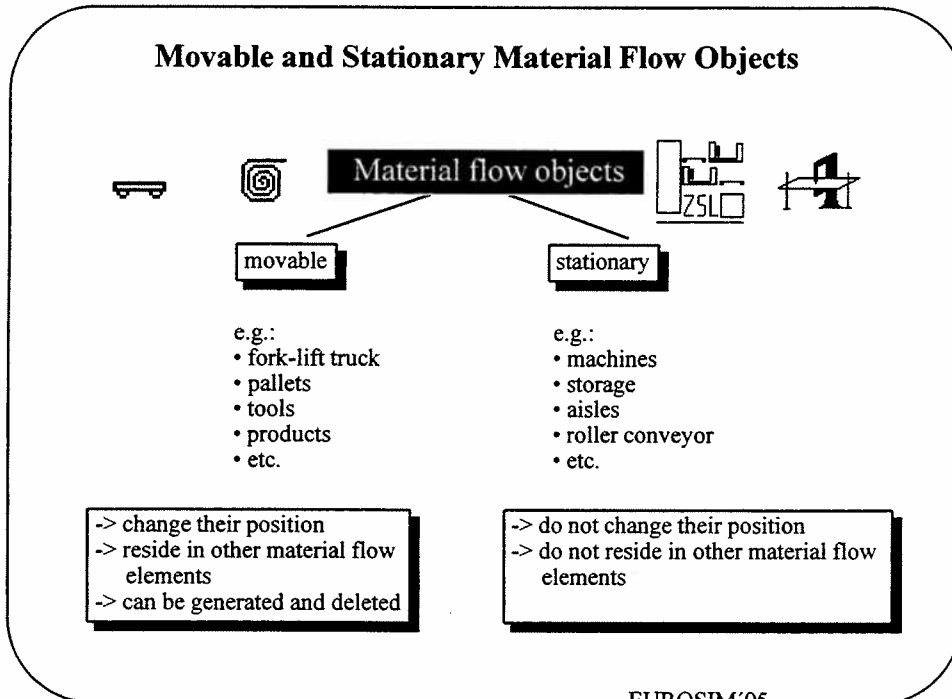 Movable and Stationary Material Flow Objects
Material flow objects
ZSL
movable
stationary
e.g.:
• fork-lift truck
• pallets
• tools
• products
• etc.
e.g.:
• machines
• storage
• aisles
• roller conveyor
• etc.
-> change their position
-> reside in other material flow
elements
-> can be generated and deleted
-> do not change their position
-> do not reside in other material flow
elements
EUROSIM´95